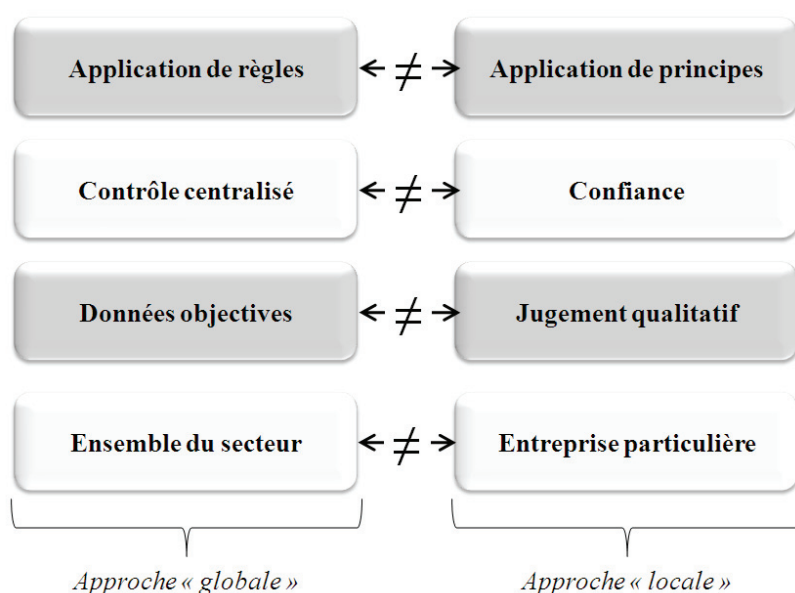 Application de règles ≠ Application de principes
Contrôle centralisé ≠ Confiance
Données objectives ≠ Jugement qualitatif
Ensemble du secteur ≠ Entreprise particulière
Approche « globale » Approche « locale »